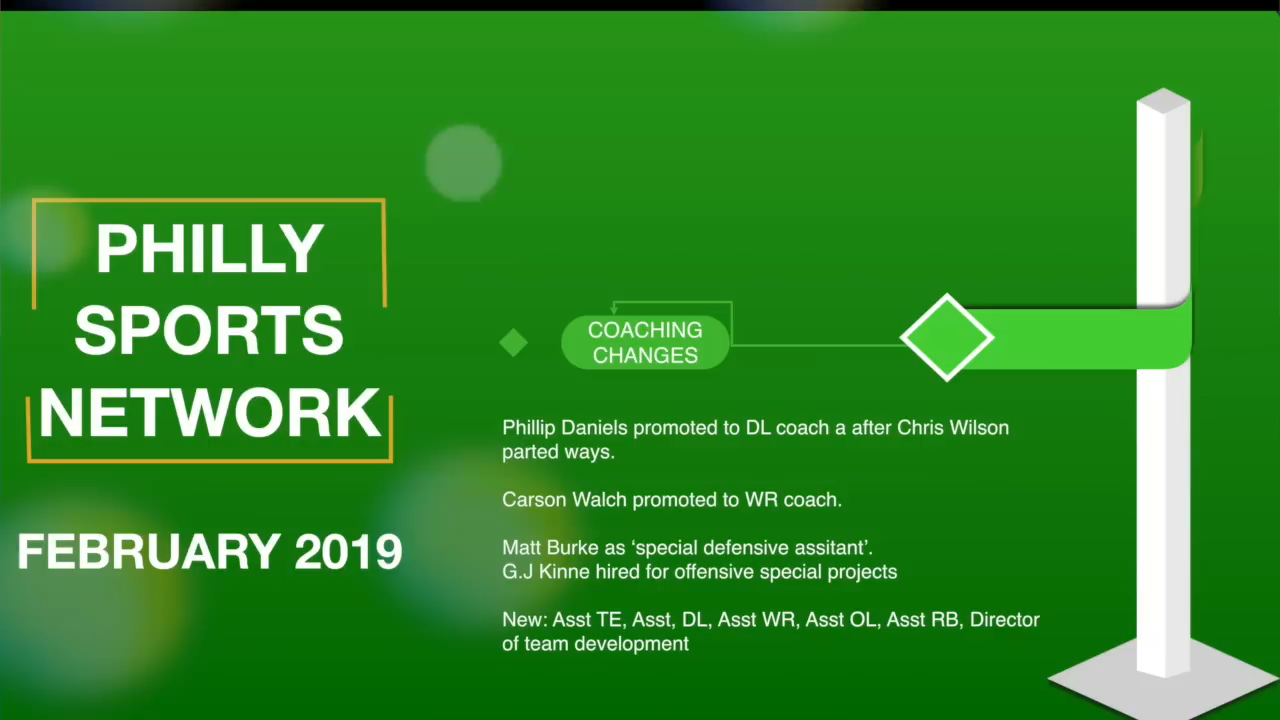 PHILLY
SPORTS
NETWORK
FEBRUARY 2019
COACHING
CHANGES
Phillip Daniels promoted to DL coach a after Chris Wilson
parted ways.
Carson Walch promoted to WR coach.
Matt Burke as ‘special defensive assitant’.
G.J Kinne hired for offensive special projects
New: Asst TE, Asst, DL, Asst WR, Asst OL, Asst RB, Director
of team development